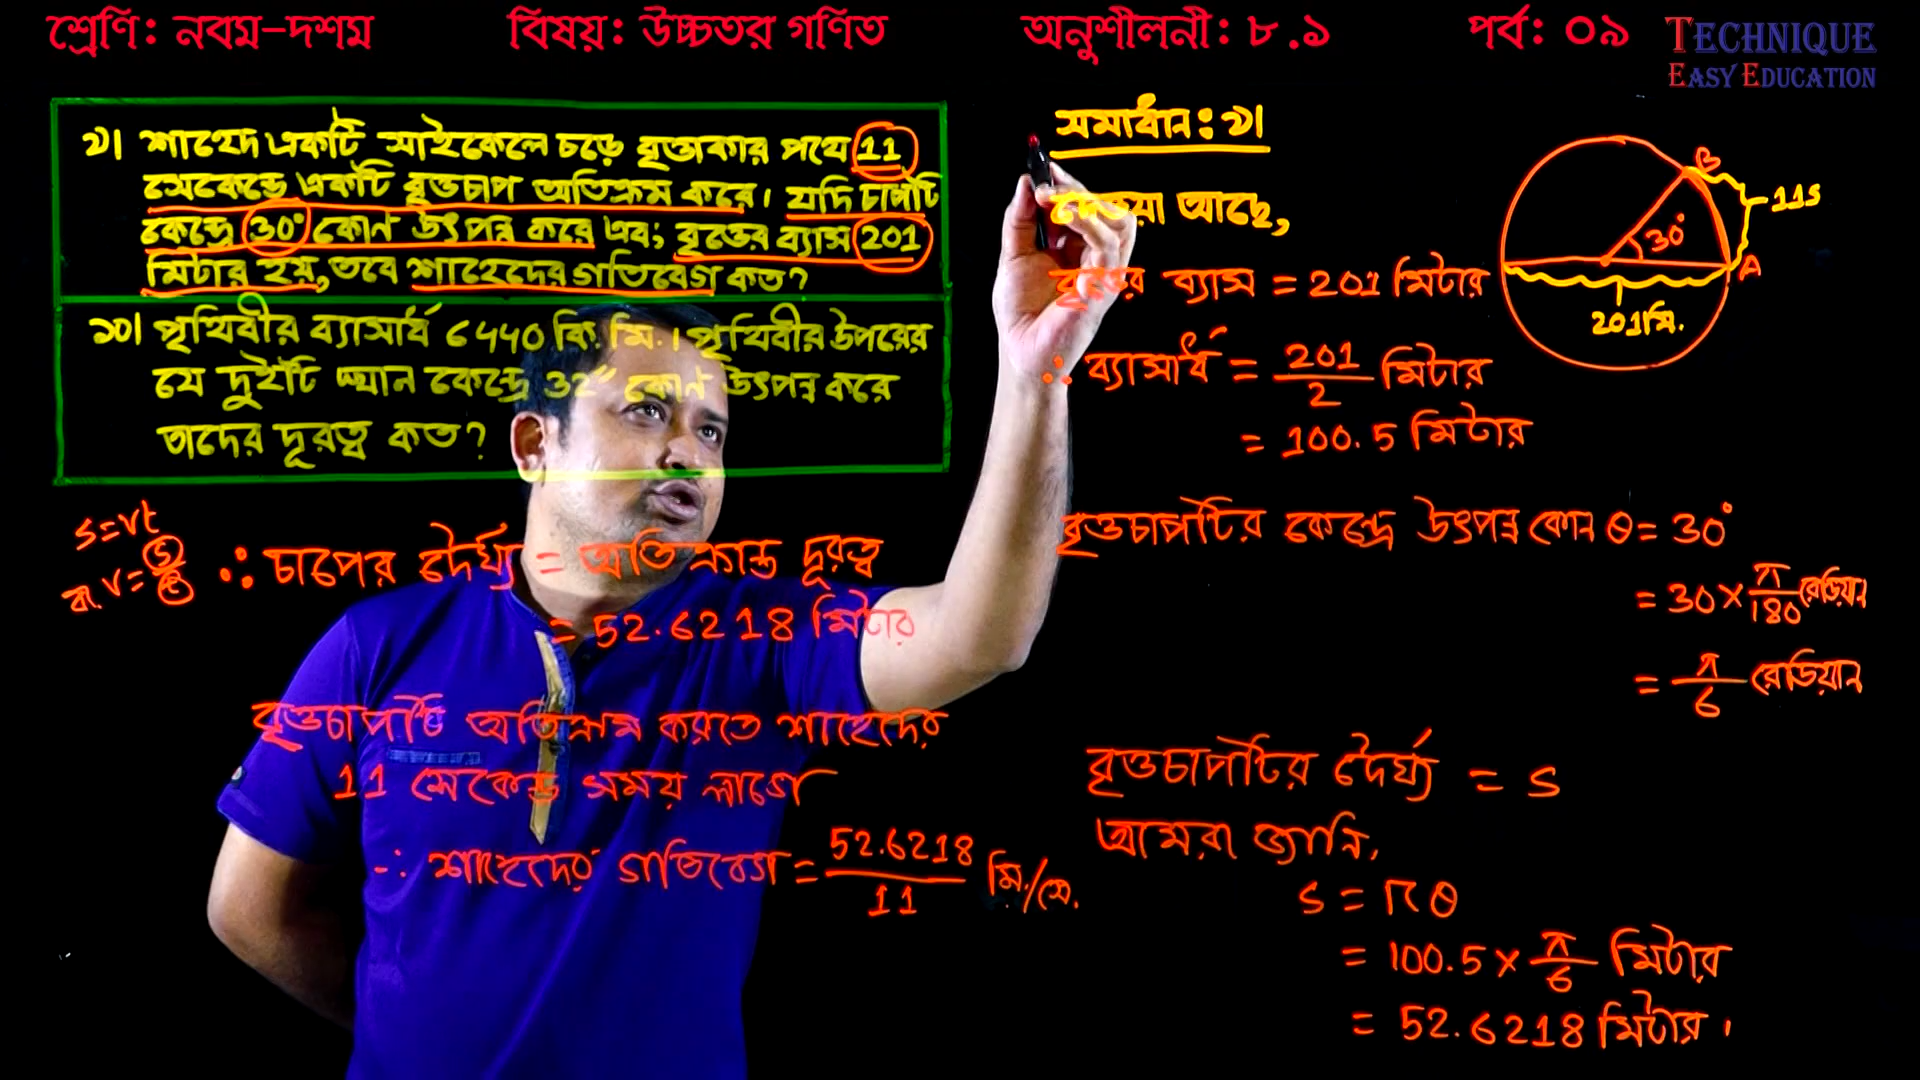 শ্রেণি: নবম-দশম বিষয়: উচ্চতর গণিত অনুশীলনী: ৮.১ পর্ব: ০৯
TECHNIQUE
EASY EDUCATION
৯। শাহেদ একটি সাইকেলে চড়ে বৃত্তাকার পথে 11
সেকেন্ডে একটি বৃত্তচাপ অতিক্রম করে। যদি চাপটি
কেন্দ্রে 30° কোণ উৎপন্ন করে এবং বৃত্তের ব্যাস 201
মিটার হয়, তবে শাহেদের গতিবেগ কত?
১০। পৃথিবীর ব্যাসার্ধ ৬৪৪০ কি. মি.। পৃথিবীর উপরের
যে দুইটি স্থান কেন্দ্রে 32″ কোণ উৎপন্ন করে
তাদের দূরত্ব কত?
s=vt
বা, v=s/t
∴ চাপের দৈর্ঘ্য = অতিক্রান্ত দূরত্ব
= 52.6218 মিটার
বৃত্তচাপটি অতিক্রম করতে শাহেদের
11 সেকেন্ড সময় লাগে
∴ শাহেদের গতিবেগ = 52.6218/11 মি./সে.
সমাধান: ৯।
দেওয়া আছে,
বৃত্তের ব্যাস = 201 মিটার
∴ ব্যাসার্ধ = 201/2 মিটার
= 100.5 মিটার
B
11s
30°
A
201মি.
বৃত্তচাপটির কেন্দ্রে উৎপন্ন কোন θ = 30°
= 30 × π/180 রেডিয়ান
= π/6 রেডিয়ান
বৃত্তচাপটির দৈর্ঘ্য = s
আমরা জানি,
s = rθ
= 100.5 × π/6 মিটার
= 52.6218 মিটার।